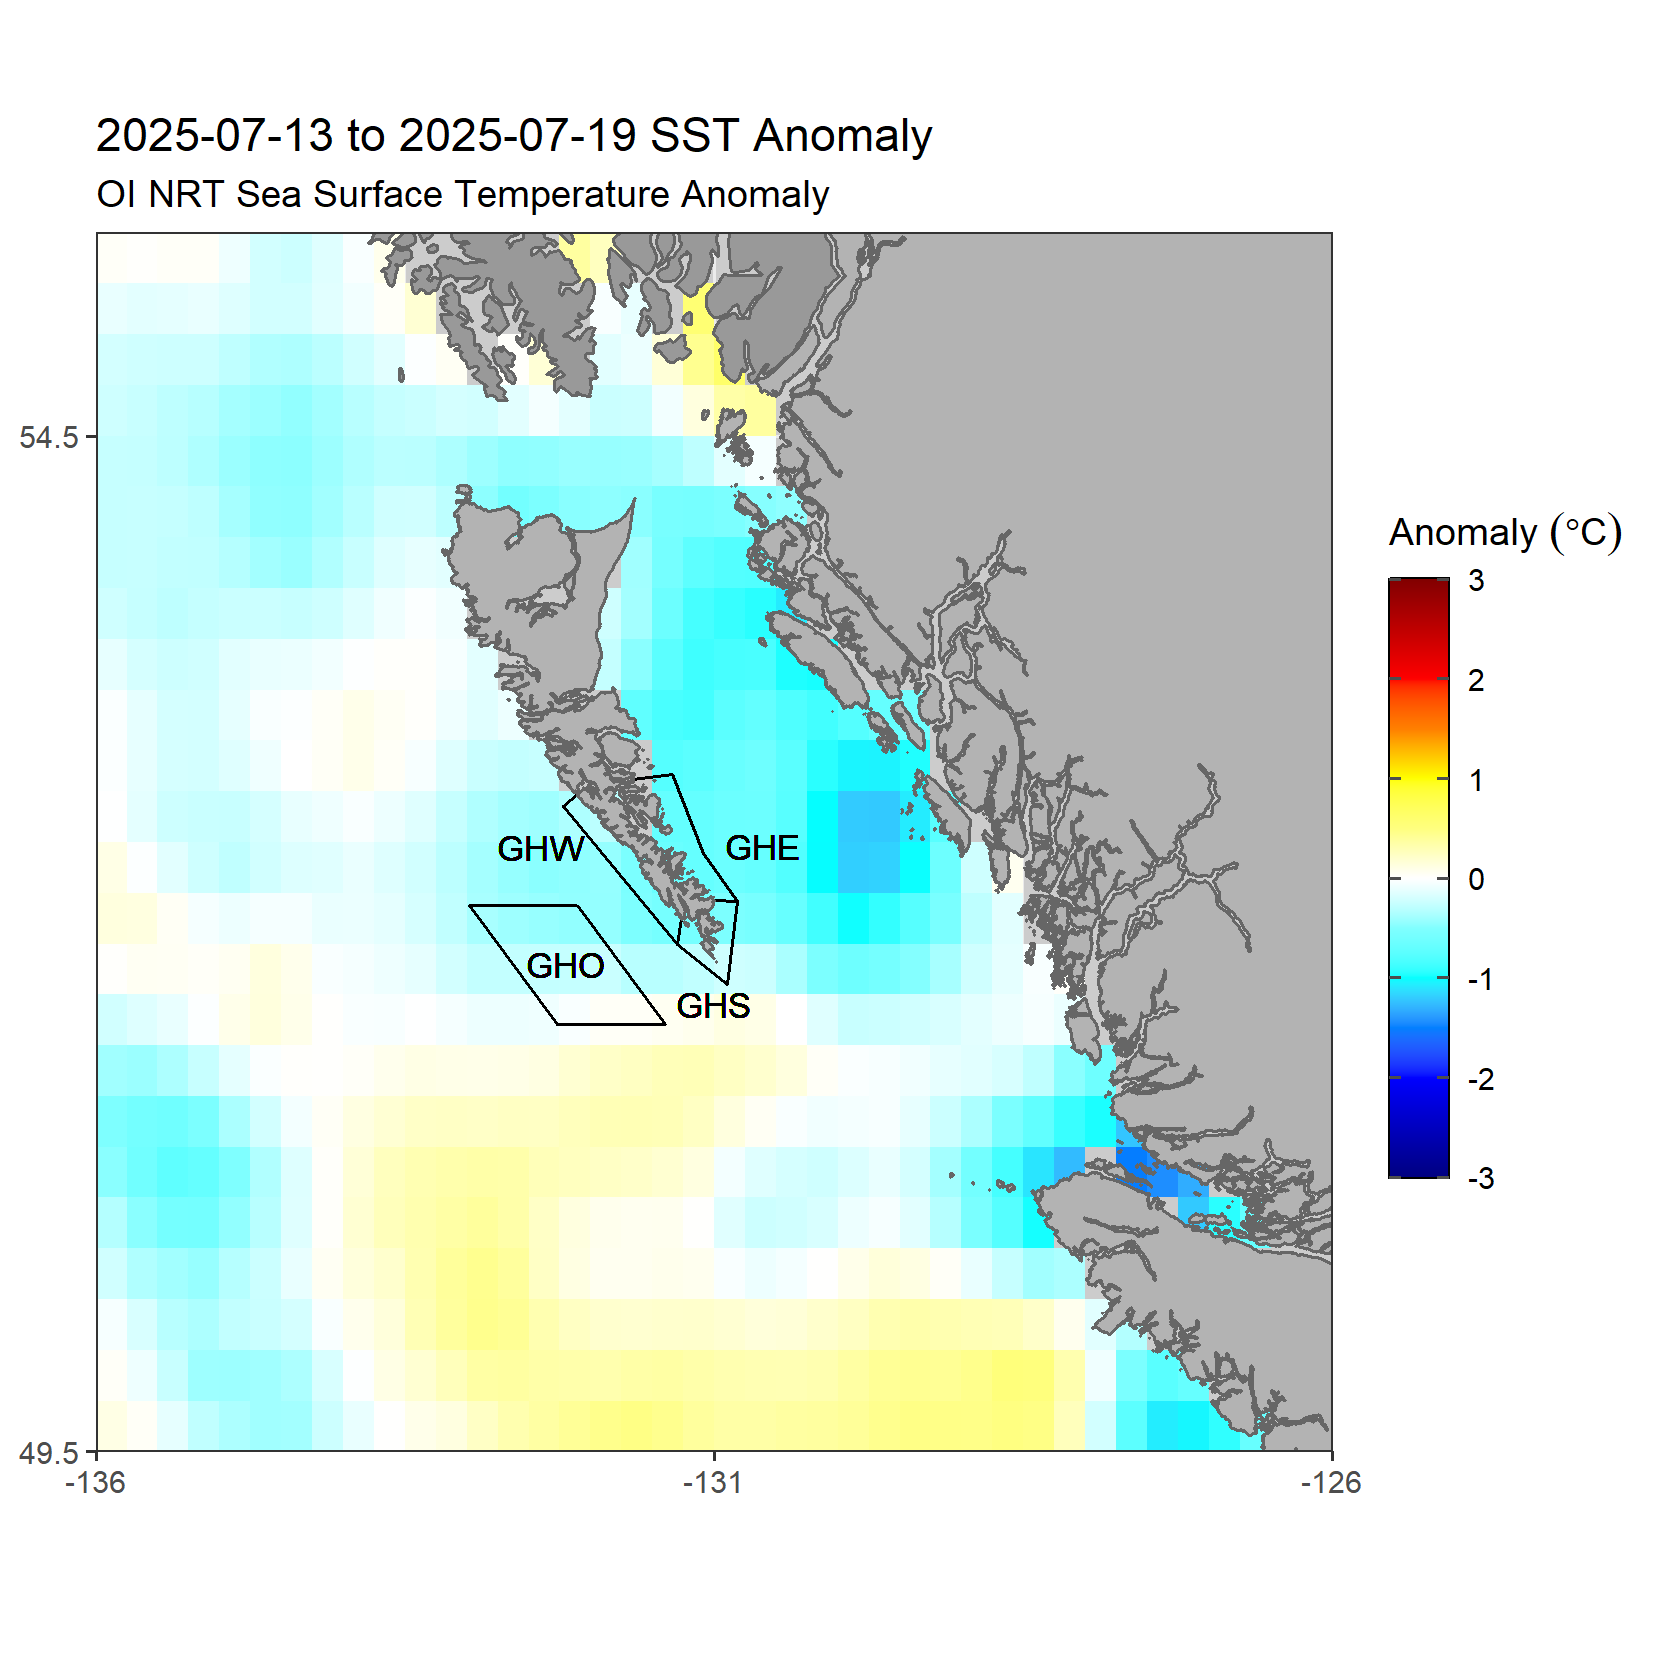 2025-07-13 to 2025-07-19 SST Anomaly
OI NRT Sea Surface Temperature Anomaly
54.5
49.5
-136
-131
-126
GHW
GHE
GHO
GHS
Anomaly (°C)
3
2
1
0
-1
-2
-3